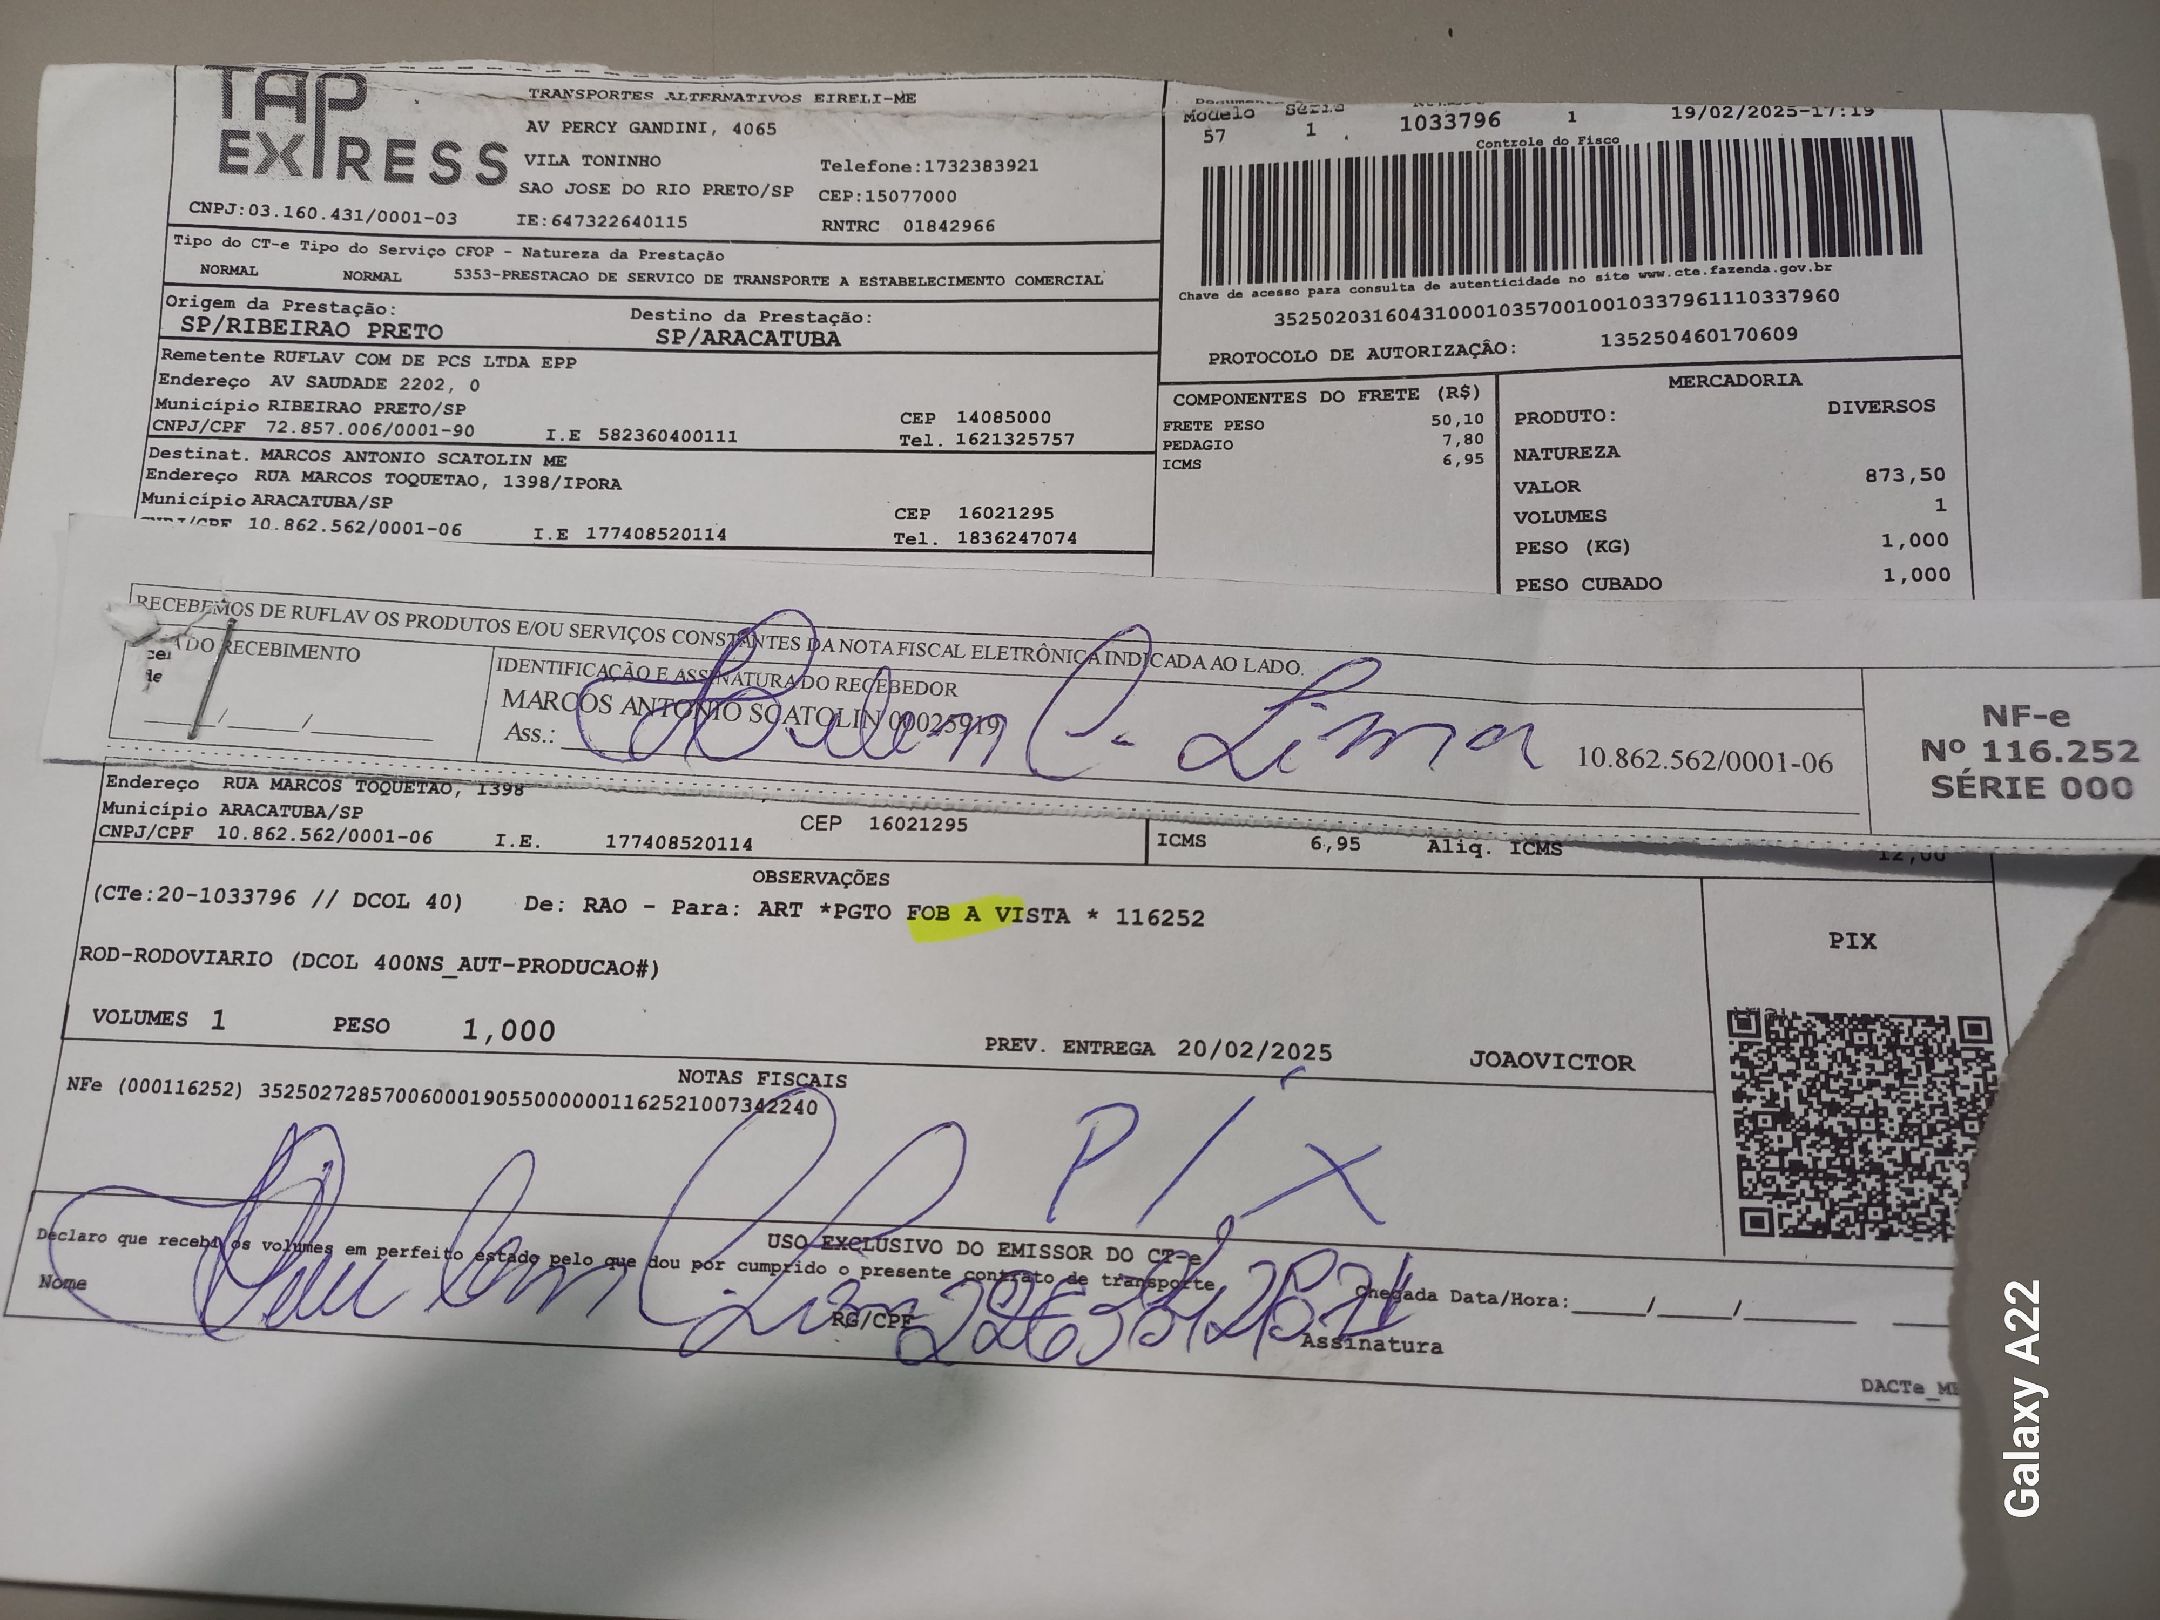 TAP
EXPRESS
TRANSPORTES ALTERNATIVOS EIRELI-ME
AV PERCY GANDINI, 4065
VILA TONINHO Telefone:1732383921
SAO JOSE DO RIO PRETO/SP CEP:15077000
CNPJ:03.160.431/0001-03 IE:647322640115 RNTRC 01842966
Modelo Série
57 1 1033796 1 19/02/2025-17:19
Controle do Fisco
Chave de acesso para consulta de autenticidade no site www.cte.fazenda.gov.br
35250203160431000103570010010337961110337960
PROTOCOLO DE AUTORIZAÇÃO: 135250460170609
Tipo do CT-e Tipo do Serviço CFOP - Natureza da Prestação
NORMAL NORMAL 5353-PRESTACAO DE SERVICO DE TRANSPORTE A ESTABELECIMENTO COMERCIAL
Origem da Prestação: Destino da Prestação:
SP/RIBEIRAO PRETO SP/ARACATUBA
Remetente RUFLAV COM DE PCS LTDA EPP
Endereço AV SAUDADE 2202, 0
Município RIBEIRAO PRETO/SP CEP 14085000
CNPJ/CPF 72.857.006/0001-90 I.E 582360400111 Tel. 1621325757
Destinat. MARCOS ANTONIO SCATOLIN ME
Endereço RUA MARCOS TOQUETAO, 1398/IPORA
Município ARACATUBA/SP CEP 16021295
CNPJ/CPF 10.862.562/0001-06 I.E 177408520114 Tel. 1836247074
COMPONENTES DO FRETE (R$)
FRETE PESO 50,10
PEDAGIO 7,80
ICMS 6,95
MERCADORIA
PRODUTO: DIVERSOS
NATUREZA
VALOR 873,50
VOLUMES 1
PESO (KG) 1,000
PESO CUBADO 1,000
RECEBEMOS DE RUFLAV OS PRODUTOS E/OU SERVIÇOS CONSTANTES DA NOTA FISCAL ELETRÔNICA INDICADA AO LADO.
DO RECEBIMENTO
IDENTIFICAÇÃO E ASSINATURA DO RECEBEDOR
MARCOS ANTONIO SCATOLIN 00025919
Ass.: C. Lima 10.862.562/0001-06
___/___/______
NF-e
Nº 116.252
SÉRIE 000
Endereço RUA MARCOS TOQUETAO, 1398
Município ARACATUBA/SP CEP 16021295
CNPJ/CPF 10.862.562/0001-06 I.E. 177408520114
ICMS 6,95 Aliq. ICMS 12,00
OBSERVAÇÕES
(CTe:20-1033796 // DCOL 40) De: RAO - Para: ART *PGTO FOB A VISTA * 116252
ROD-RODOVIARIO (DCOL 400NS_AUT-PRODUCAO#)
VOLUMES 1 PESO 1,000
PREV. ENTREGA 20/02/2025 JOAOVICTOR
PIX
NOTAS FISCAIS
NFe (000116252) 35250272857006000190550000001162521007342240
PIX
USO EXCLUSIVO DO EMISSOR DO CT-e
Declaro que recebi os volumes em perfeito estado pelo que dou por cumprido o presente contrato de transporte
Nome RG/CPF Assinatura
Chegada Data/Hora:_____/____/______
DACTe_M
Galaxy A22